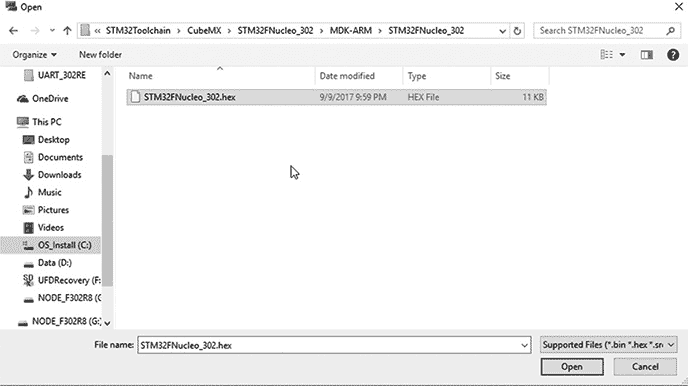 Open
STM32Toolchain > CubeMX > STM32FNucleo_302 > MDK-ARM > STM32FNucleo_302
Search STM32FNucleo_302
Organize
New folder
Name
Date modified
Type
Size
STM32FNucleo_302.hex
9/9/2017 9:59 PM
HEX File
11 KB
UART_302RE
OneDrive
This PC
Desktop
Documents
Downloads
Music
Pictures
Videos
OS_Install (C:)
Data (D:)
UFDRecovery (F:
NODE_F302R8 (
NODE_F302R8 (G:
File name:
STM32FNucleo_302.hex
Supported Files (*.bin *.hex *.sre
Open
Cancel